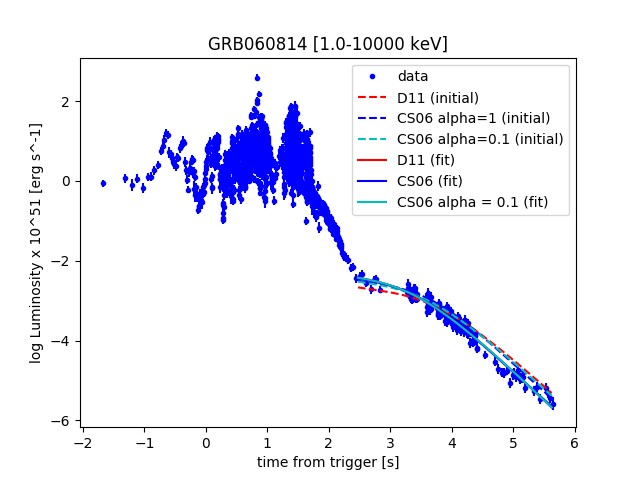 GRB060814 [1.0-10000 keV]
data
D11 (initial)
CS06 alpha=1 (initial)
CS06 alpha=0.1 (initial)
D11 (fit)
CS06 (fit)
CS06 alpha = 0.1 (fit)
log Luminosity x 10^51 [erg s^-1]
2
0
−2
−4
−6
−2 −1 0 1 2 3 4 5 6
time from trigger [s]